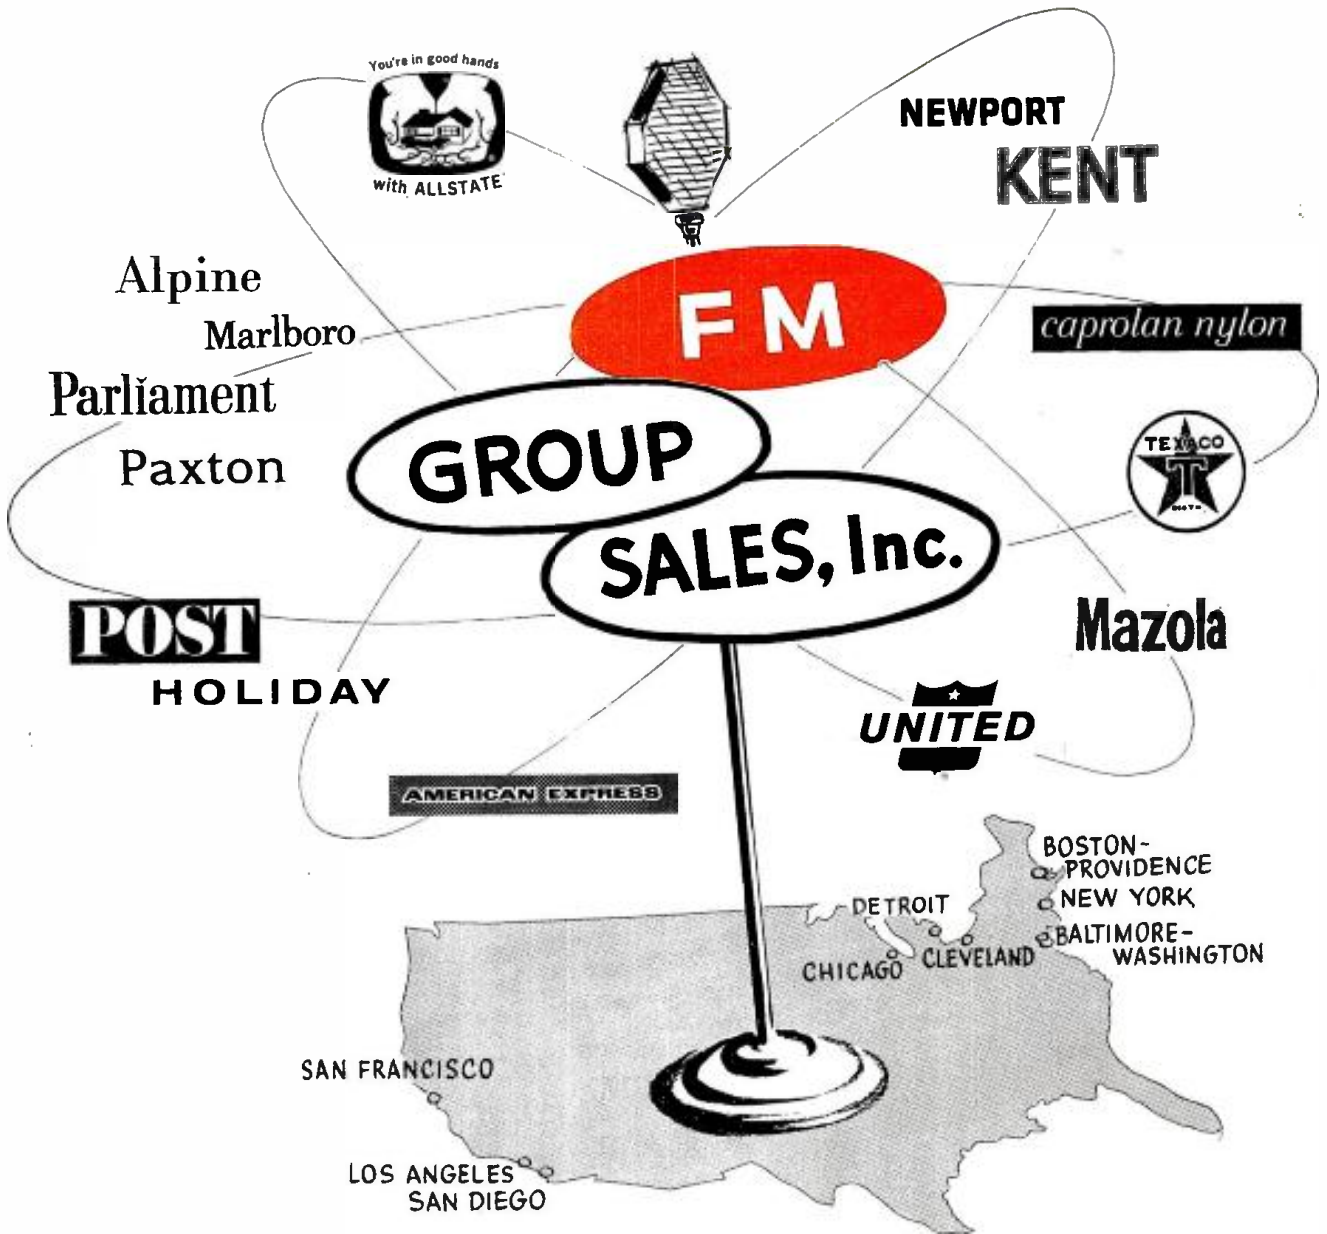 You're in good hands
with ALLSTATE
NEWPORT
KENT
Alpine
Marlboro
Parliament
Paxton
FM
GROUP
SALES, Inc.
caprolan nylon
TEXACO
T
POST
HOLIDAY
Mazola
UNITED
AMERICAN EXPRESS
BOSTON-
PROVIDENCE
NEW YORK
BALTIMORE-
WASHINGTON
DETROIT
CLEVELAND
CHICAGO
SAN FRANCISCO
LOS ANGELES
SAN DIEGO